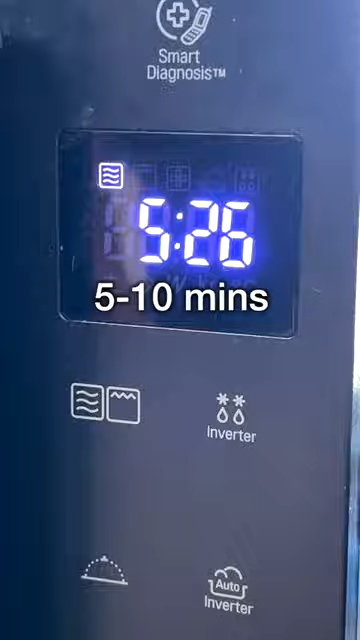 Smart
Diagnosis™
5:26
5-10 mins
Inverter
Auto
Inverter